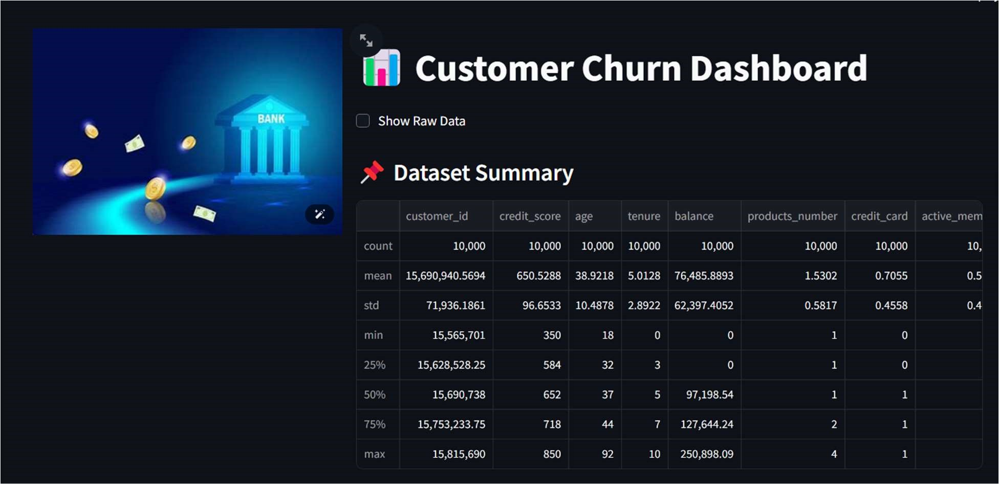 BANK
Customer Churn Dashboard
Show Raw Data
Dataset Summary
customer_id credit_score age tenure balance products_number credit_card active_mem
count 10,000 10,000 10,000 10,000 10,000 10,000 10,000 10,
mean 15,690,940.5694 650.5288 38.9218 5.0128 76,485.8893 1.5302 0.7055 0.5
std 71,936.1861 96.6533 10.4878 2.8922 62,397.4052 0.5817 0.4558 0.4
min 15,565,701 350 18 0 0 1 0
25% 15,628,528.25 584 32 3 0 1 0
50% 15,690,738 652 37 5 97,198.54 1 1
75% 15,753,233.75 718 44 7 127,644.24 2 1
max 15,815,690 850 92 10 250,898.09 4 1